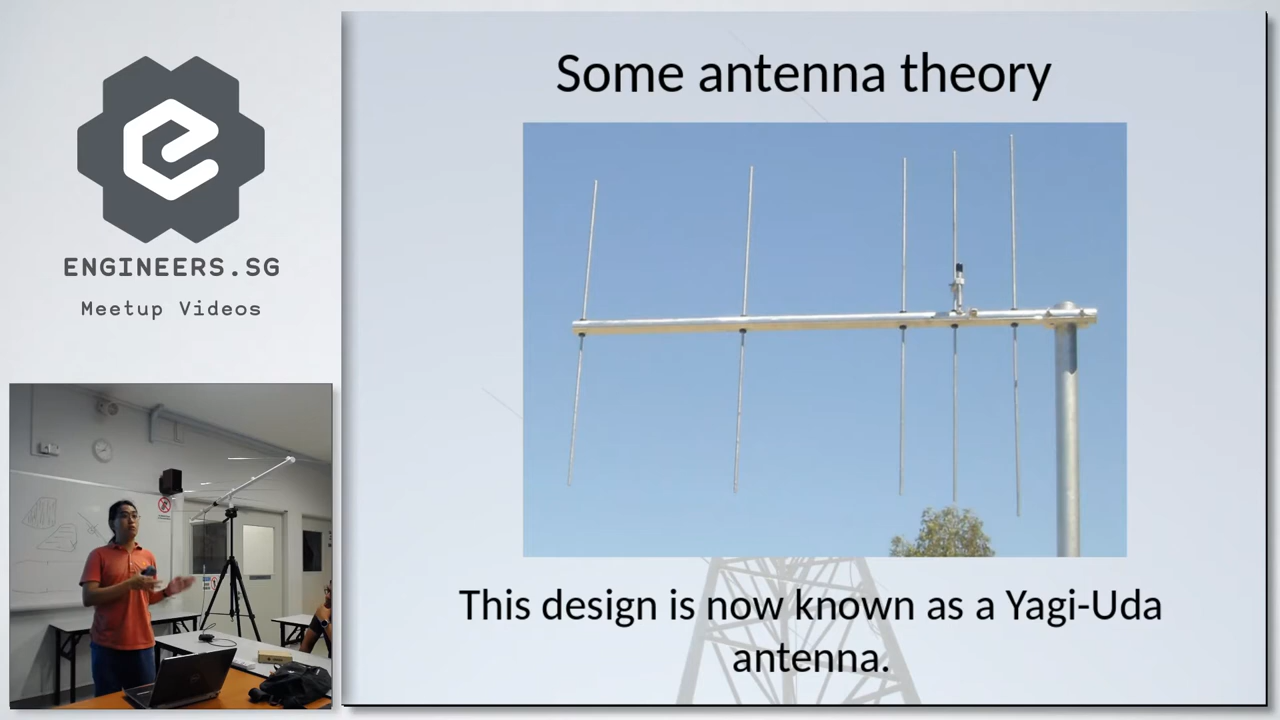 ENGINEERS.SG
Meetup Videos
Some antenna theory
This design is now known as a Yagi-Uda
antenna.